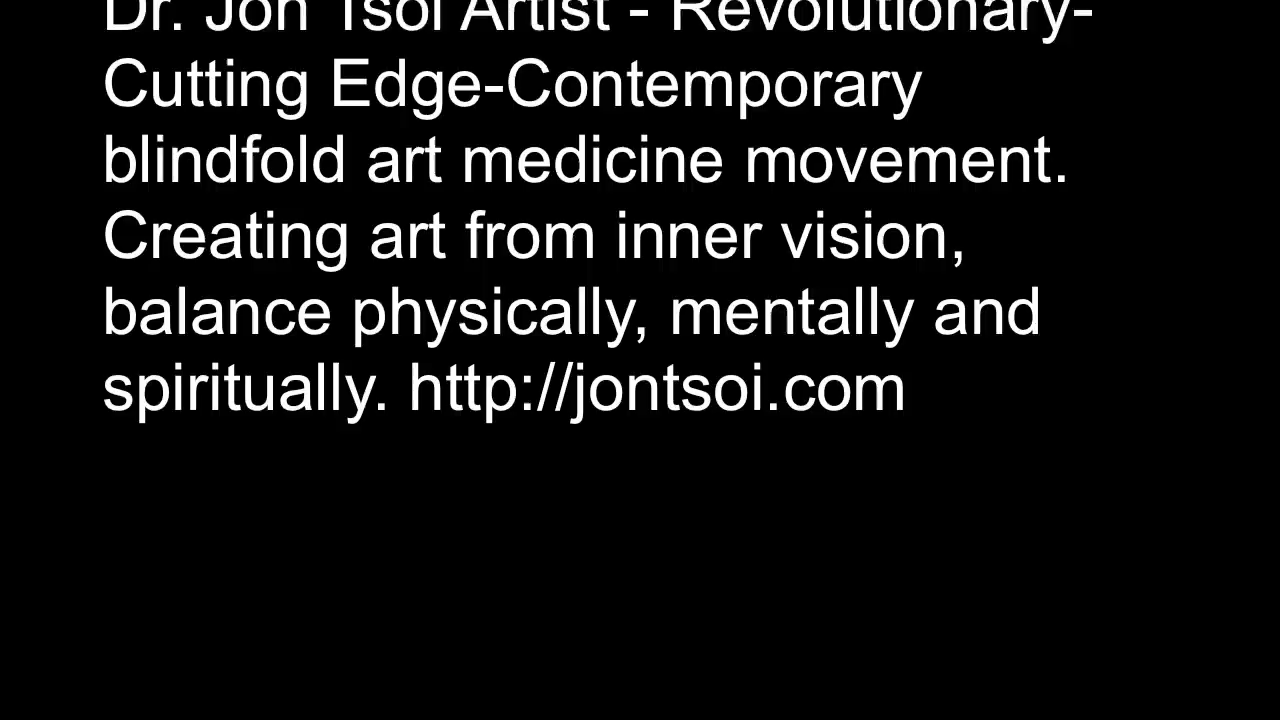 Dr. Jon Tsoi Artist - Revolutionary-
Cutting Edge-Contemporary
blindfold art medicine movement.
Creating art from inner vision,
balance physically, mentally and
spiritually. http://jontsoi.com